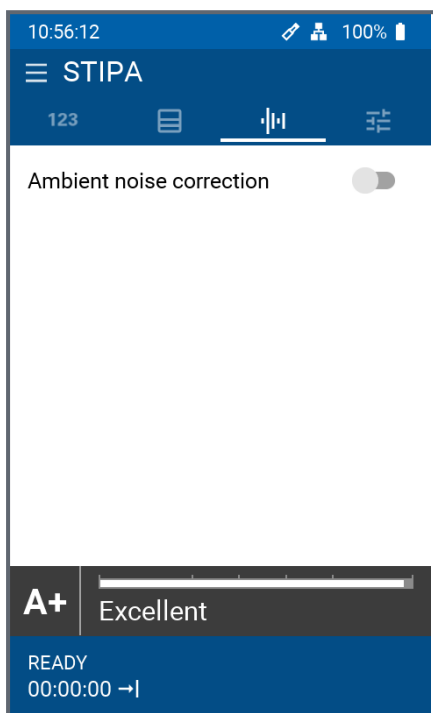 10:56:12 100%
STIPA
123
Ambient noise correction
A+
Excellent
READY
00:00:00